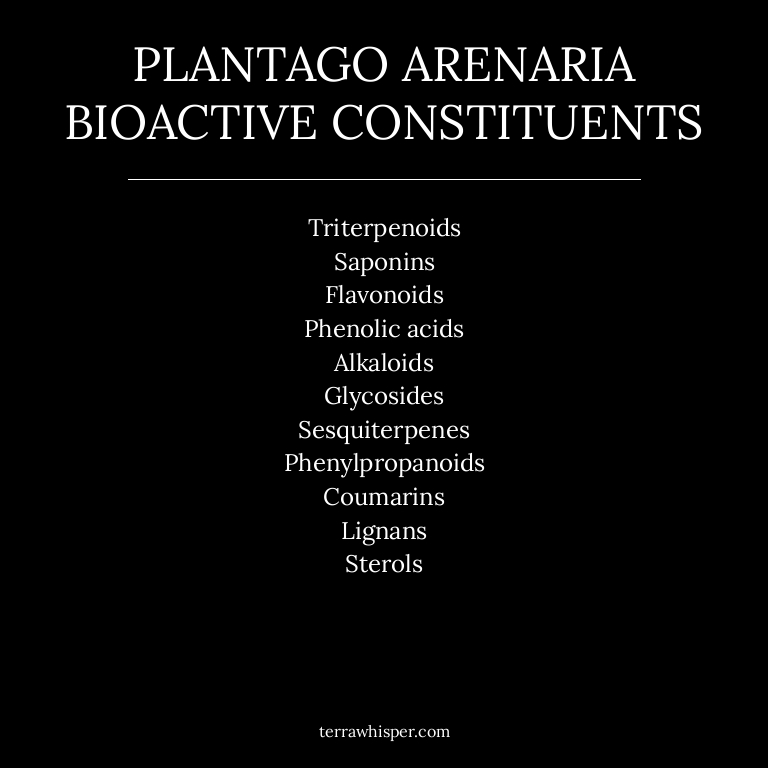 PLANTAGO ARENARIA
BIOACTIVE CONSTITUENTS
Triterpenoids
Saponins
Flavonoids
Phenolic acids
Alkaloids
Glycosides
Sesquiterpenes
Phenylpropanoids
Coumarins
Lignans
Sterols
terrawhisper.com